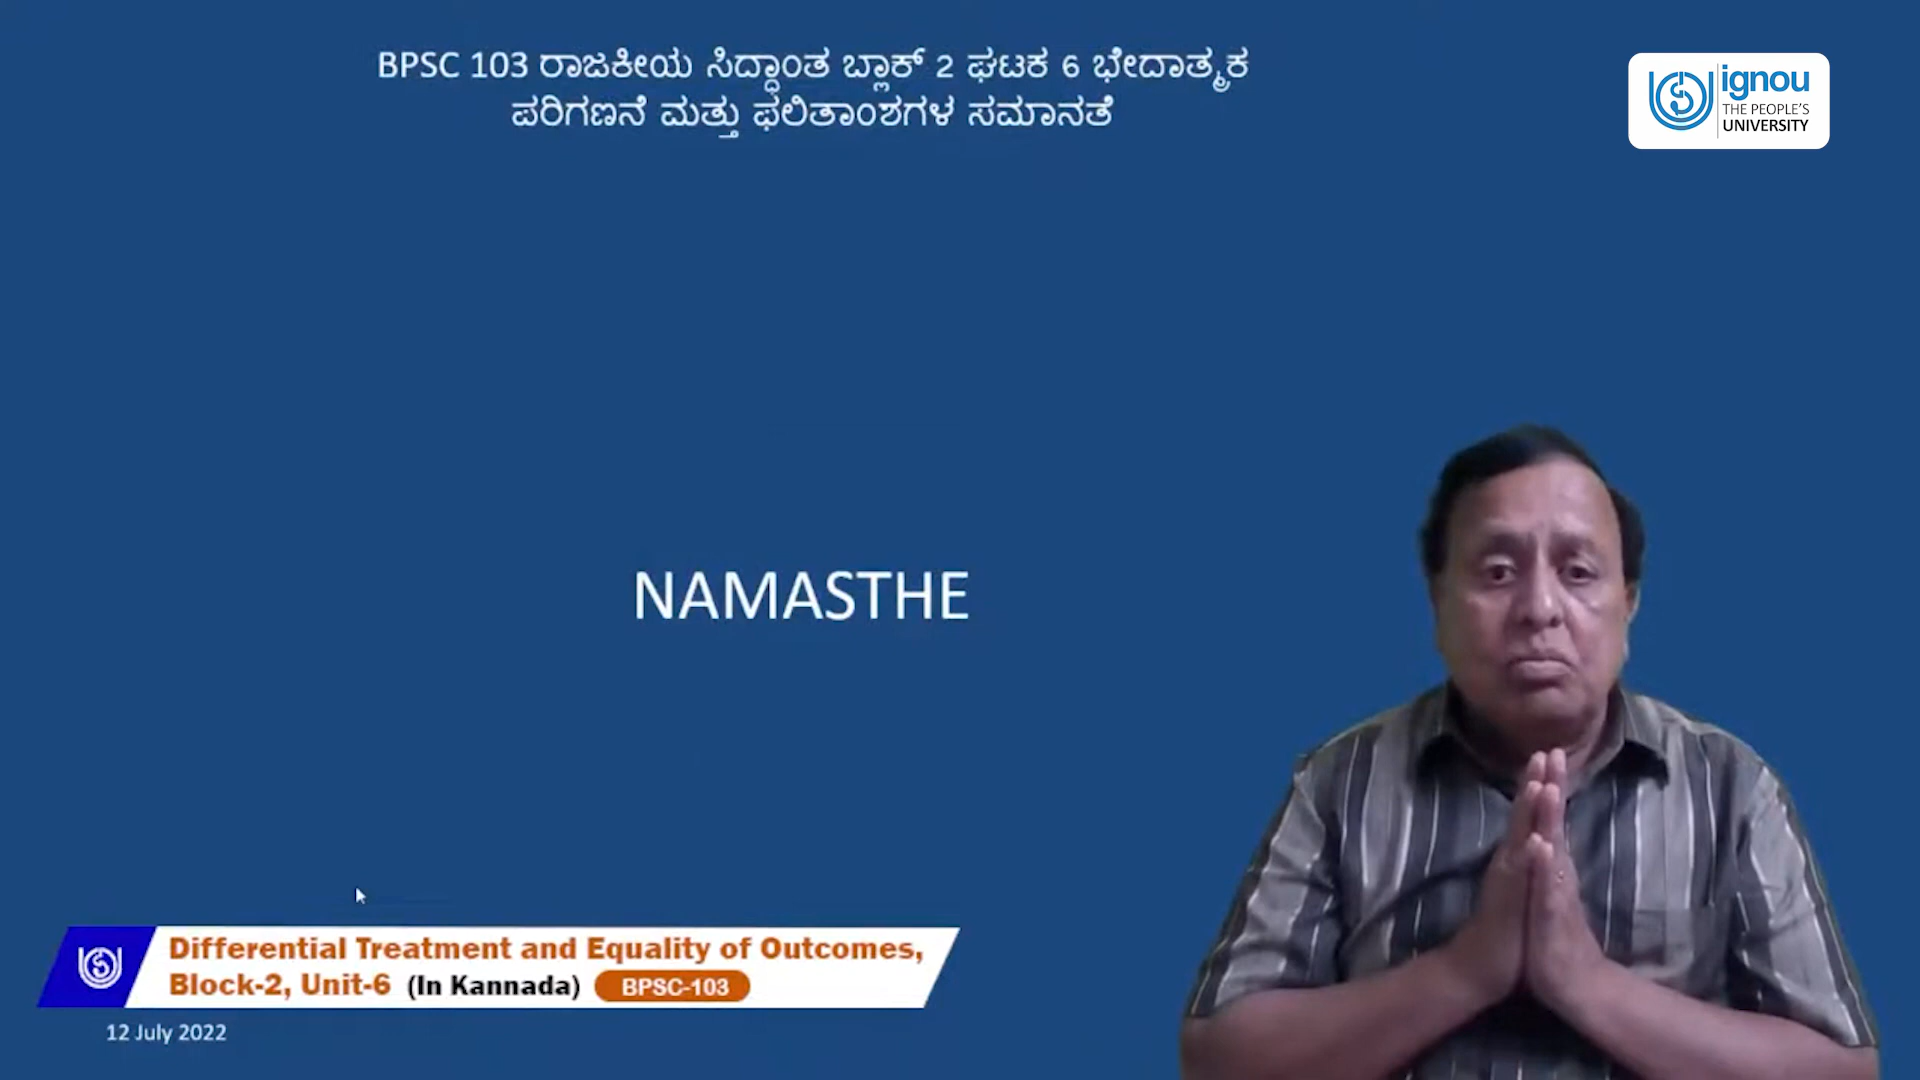 BPSC 103 ರಾಜಕೀಯ ಸಿದ್ಧಾಂತ ಬ್ಲಾಕ್ 2 ಘಟಕ 6 ಭೇದಾತ್ಮಕ
ಪರಿಗಣನೆ ಮತ್ತು ಫಲಿತಾಂಶಗಳ ಸಮಾನತೆ
ignou
THE PEOPLE'S
UNIVERSITY
NAMASTHE
Differential Treatment and Equality of Outcomes,
Block-2, Unit-6 (In Kannada) BPSC-103
12 July 2022